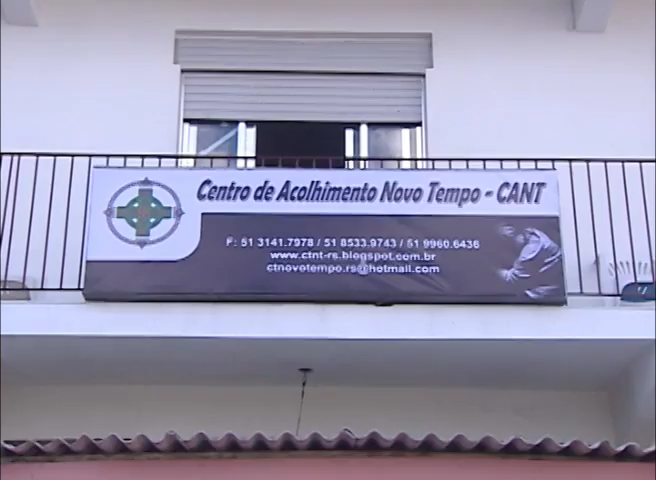 Centro de Acolhimento Novo Tempo - CANT
F: 51 3141.7978 / 51 8533.9743 / 51 9960.6436
www.ctnt-rs.blogspot.com.br
ctnovotempo.rs@hotmail.com